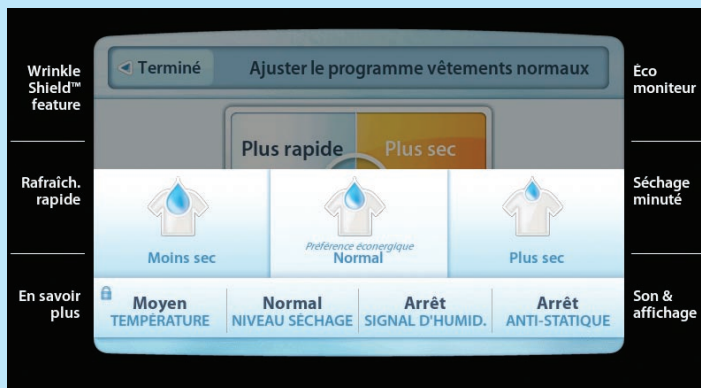 Wrinkle
Shield™
feature
Rafraîch.
rapide
En savoir
plus
Terminé
Ajuster le programme vêtements normaux
Plus rapide
Plus sec
Moins sec
Préférence éconergique
Normal
Plus sec
Moyen
TEMPÉRATURE
Normal
NIVEAU SÉCHAGE
Arrêt
SIGNAL D'HUMID.
Arrêt
ANTI-STATIQUE
Éco
moniteur
Séchage
minuté
Son &
affichage